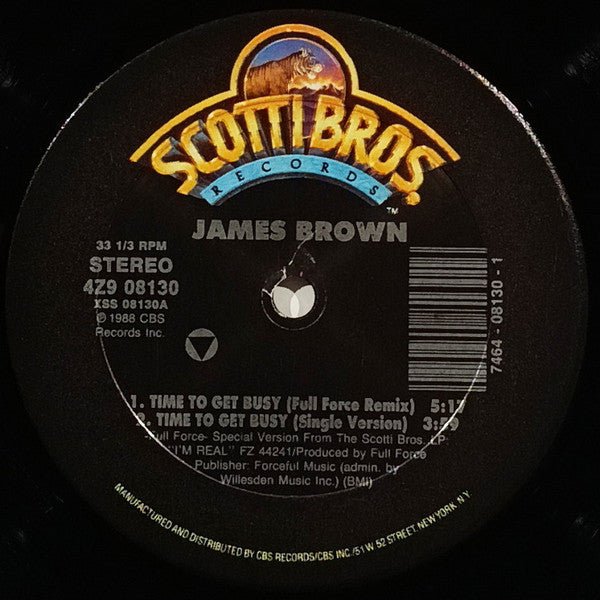 SCOTTI BROS.
RECORDS
™
JAMES BROWN
33 1/3 RPM
STEREO
4Z9 08130
XSS 08130A
℗ 1988 CBS
Records Inc.
7464 - 08130 - 1
1. TIME TO GET BUSY (Full Force Remix) 5:17
2. TIME TO GET BUSY (Single Version) 3:59
-Full Force- Special Version From The Scotti Bros. LP-
"I'M REAL" FZ 44241/Produced by Full Force
Publisher: Forceful Music (admin. by
Willesden Music Inc.) (BMI)
MANUFACTURED AND DISTRIBUTED BY CBS RECORDS/CBS INC./51 W. 52 STREET, NEW YORK, N.Y.